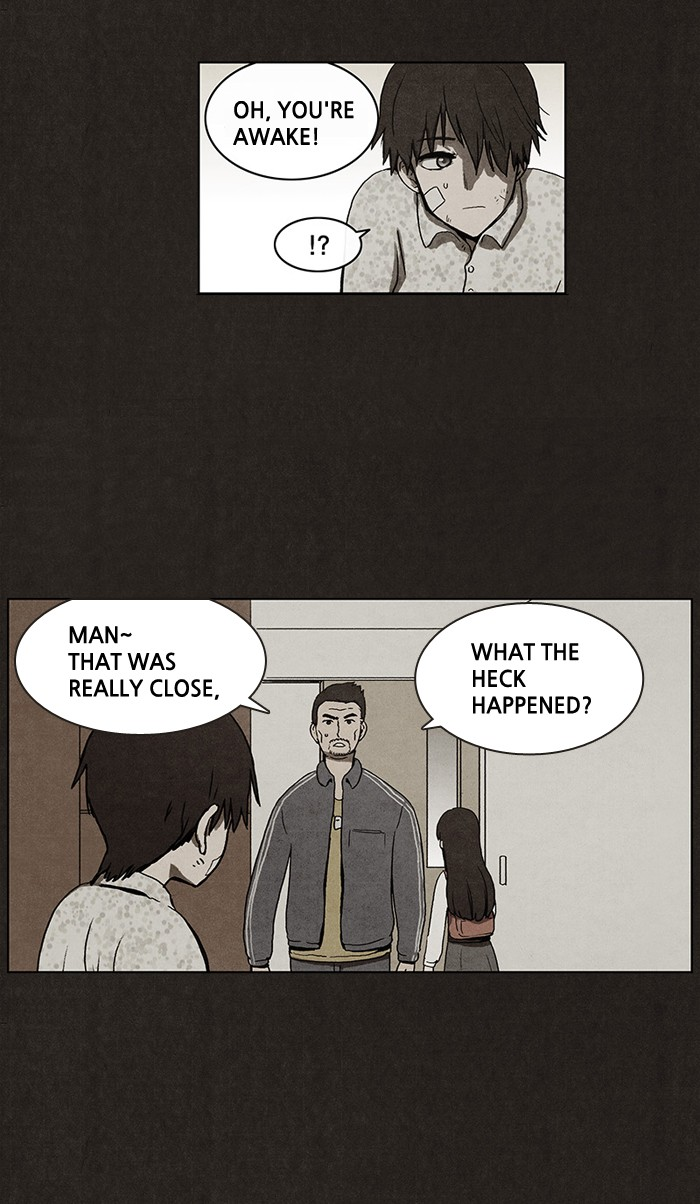 OH, YOU'RE
AWAKE!
!?
MAN~
THAT WAS
REALLY CLOSE,
WHAT THE
HECK
HAPPENED?